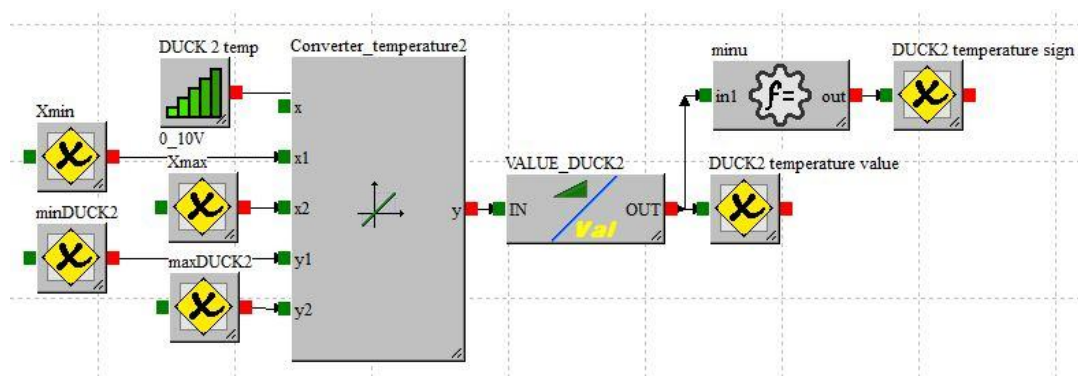 DUCK 2 temp
Converter_temperature2
minu
DUCK2 temperature sign
x
in1
f=
out
Xmin
0_10V
x1
Xmax
VALUE_DUCK2
DUCK2 temperature value
minDUCK2
x2
y
IN
OUT
Val
y1
maxDUCK2
y2